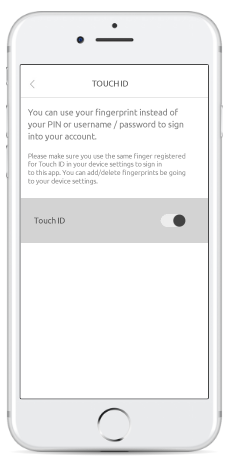 TOUCH ID
You can use your fingerprint instead of
your PIN or username / password to sign
into your account.
Please make sure you use the same finger registered
for Touch ID in your device settings to sign in
to this app. You can add/delete fingerprints be going
to your device settings.
Touch ID